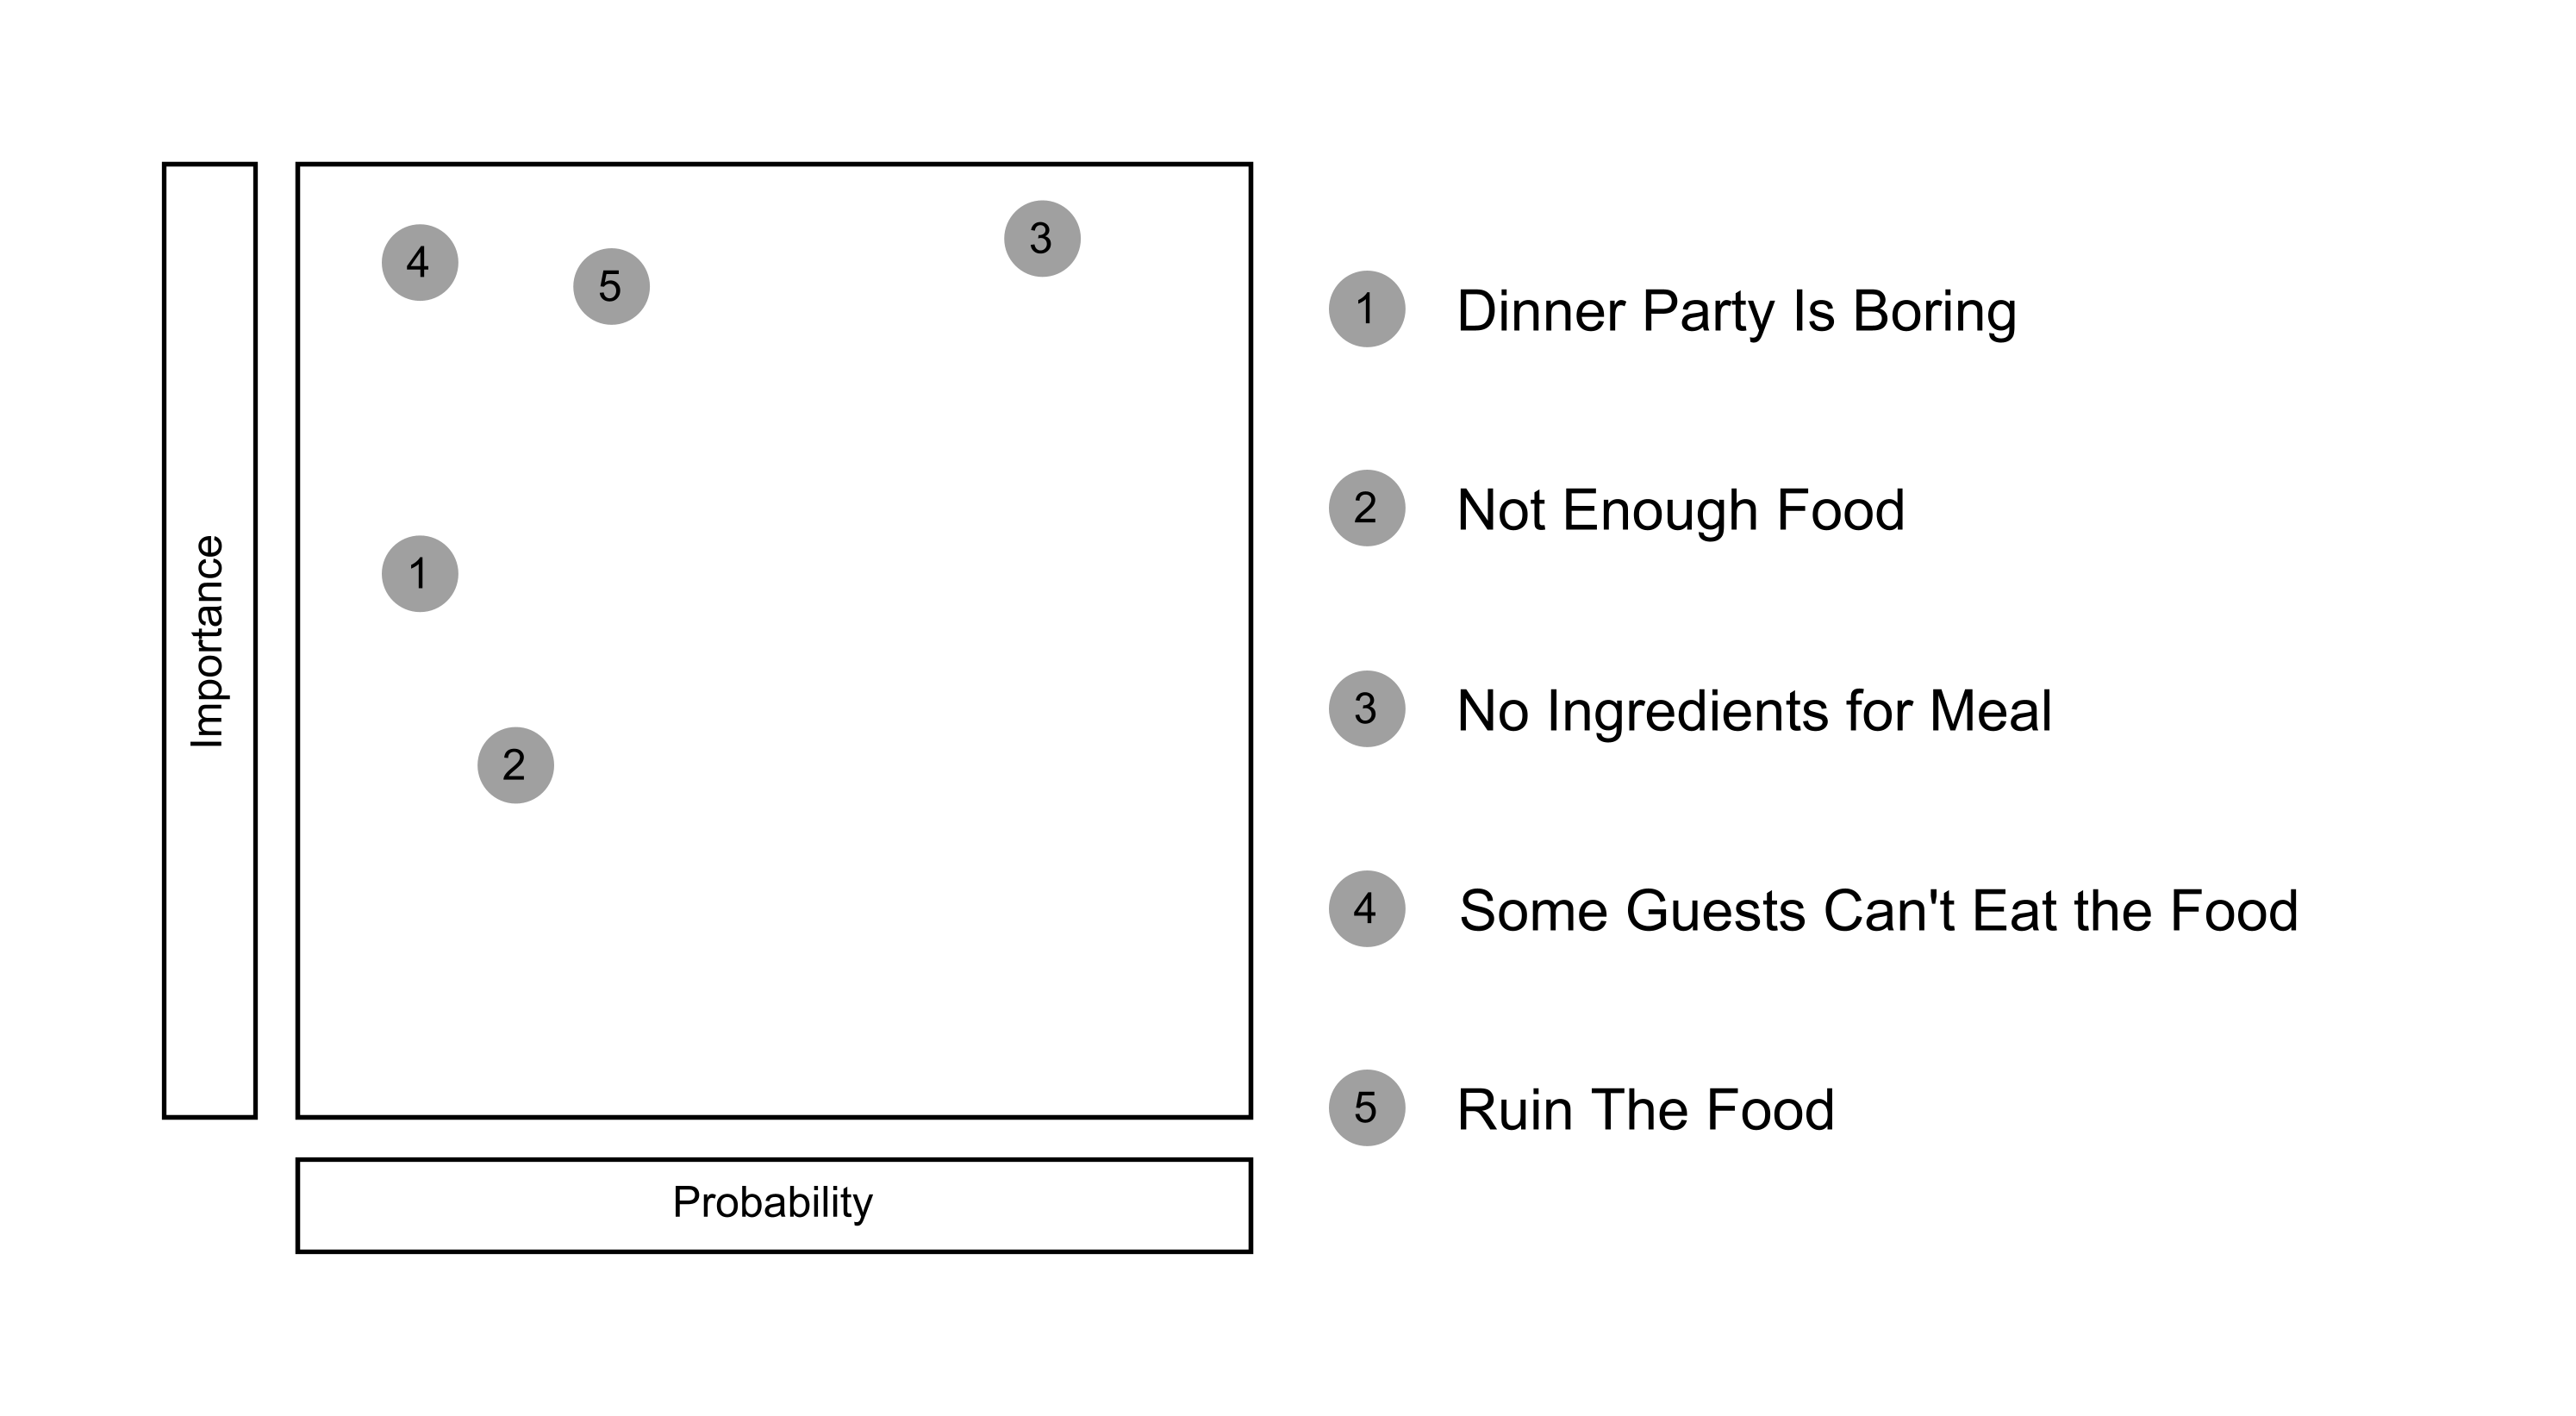 Importance
4
5
3
1
2
Probability
1 Dinner Party Is Boring
2 Not Enough Food
3 No Ingredients for Meal
4 Some Guests Can't Eat the Food
5 Ruin The Food